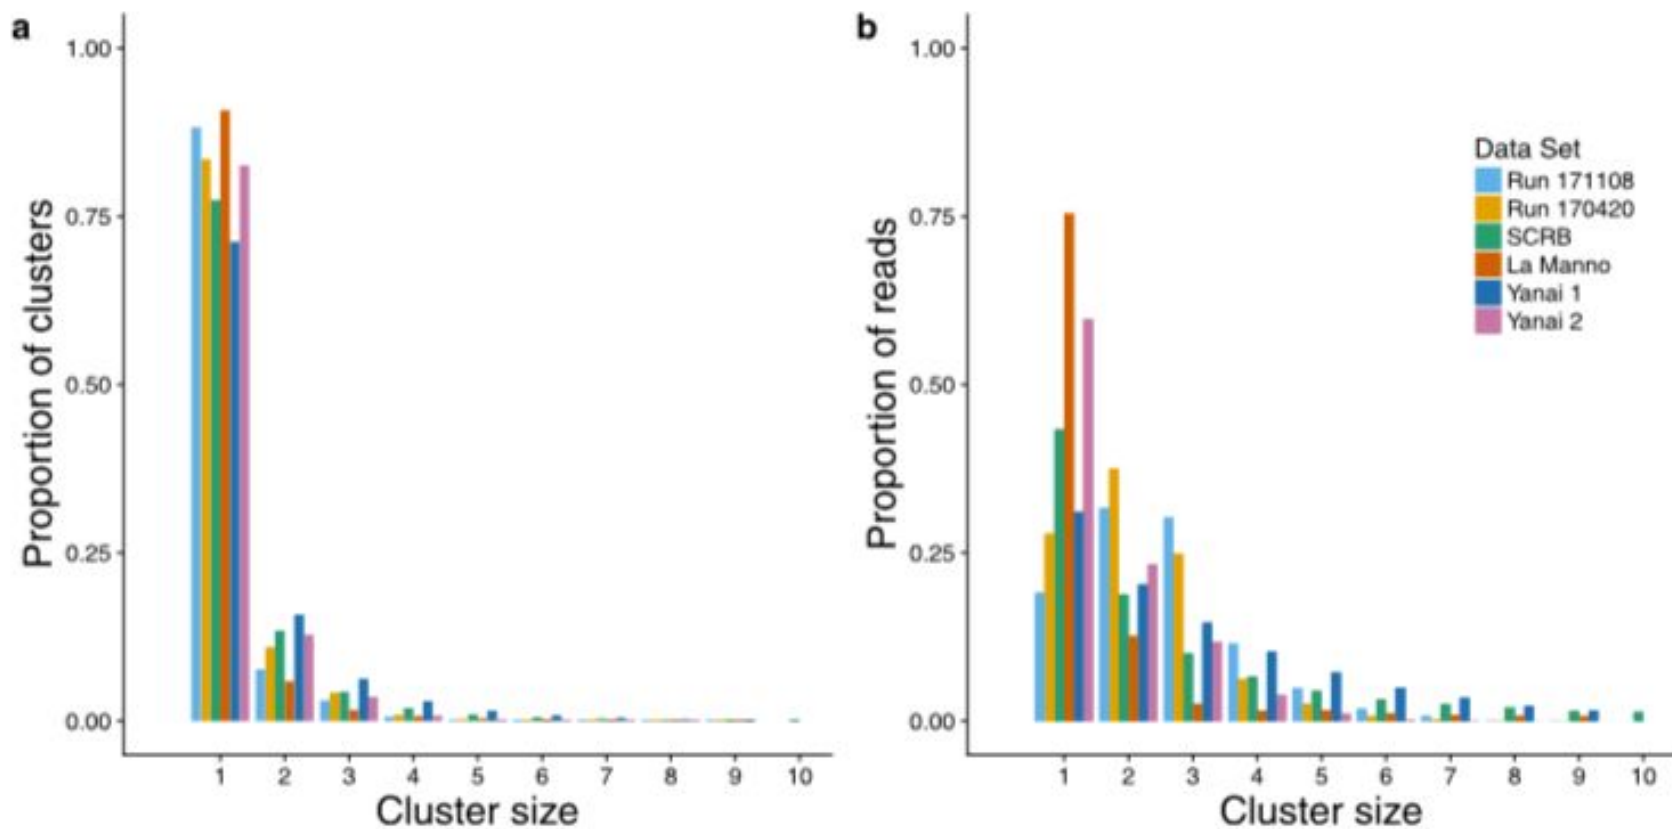 a
Proportion of clusters
1.00
0.75
0.50
0.25
0.00
1 2 3 4 5 6 7 8 9 10
Cluster size
b
Proportion of reads
1.00
0.75
0.50
0.25
0.00
1 2 3 4 5 6 7 8 9 10
Cluster size
Data Set
Run 171108
Run 170420
SCRB
La Manno
Yanai 1
Yanai 2